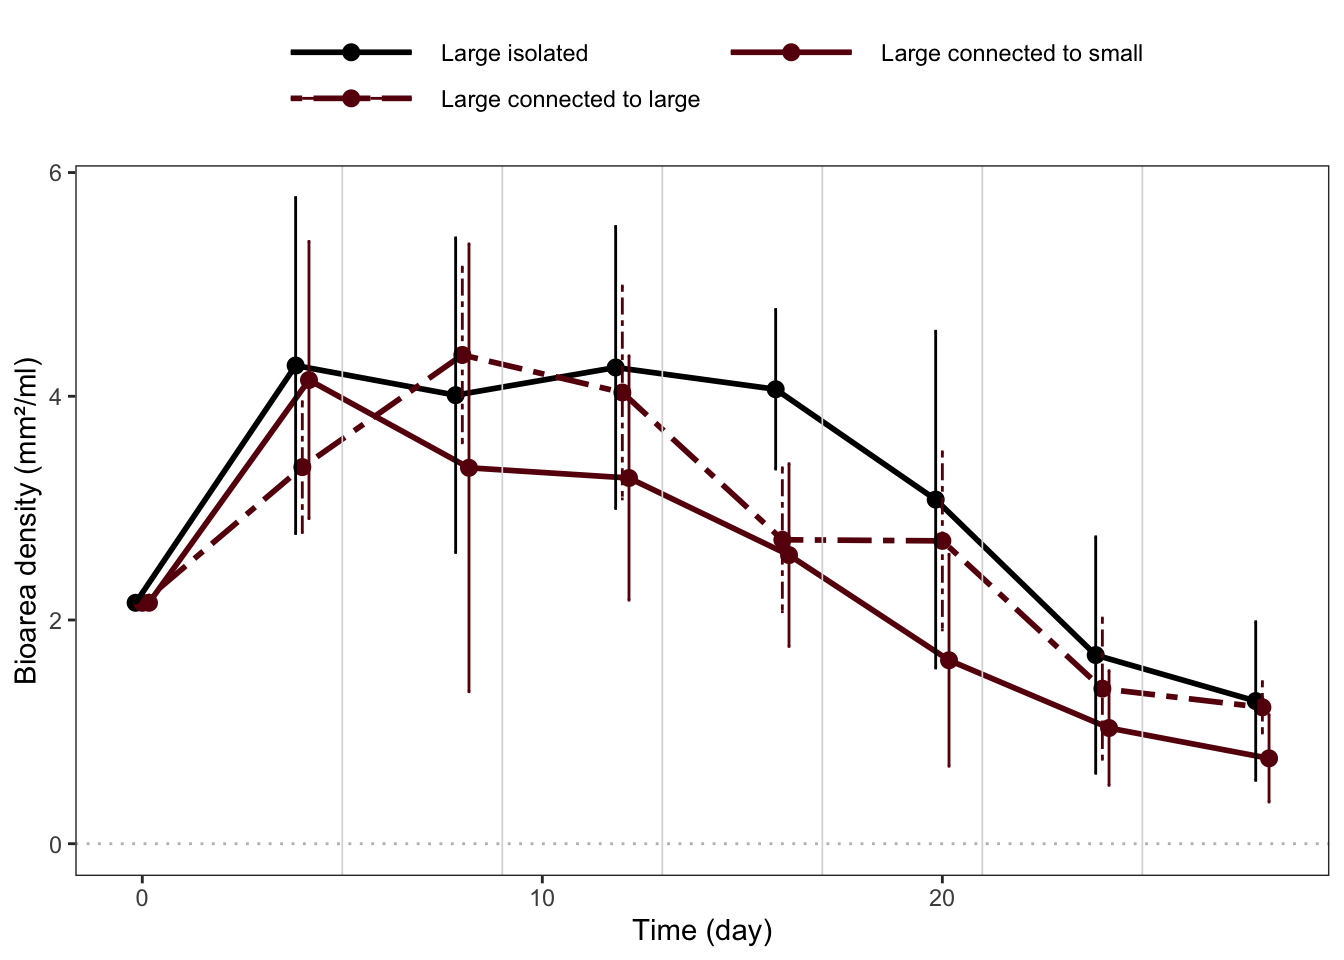 Large isolated
Large connected to small
Large connected to large
Bioarea density (mm²/ml)
6
4
2
0
0
10
20
Time (day)